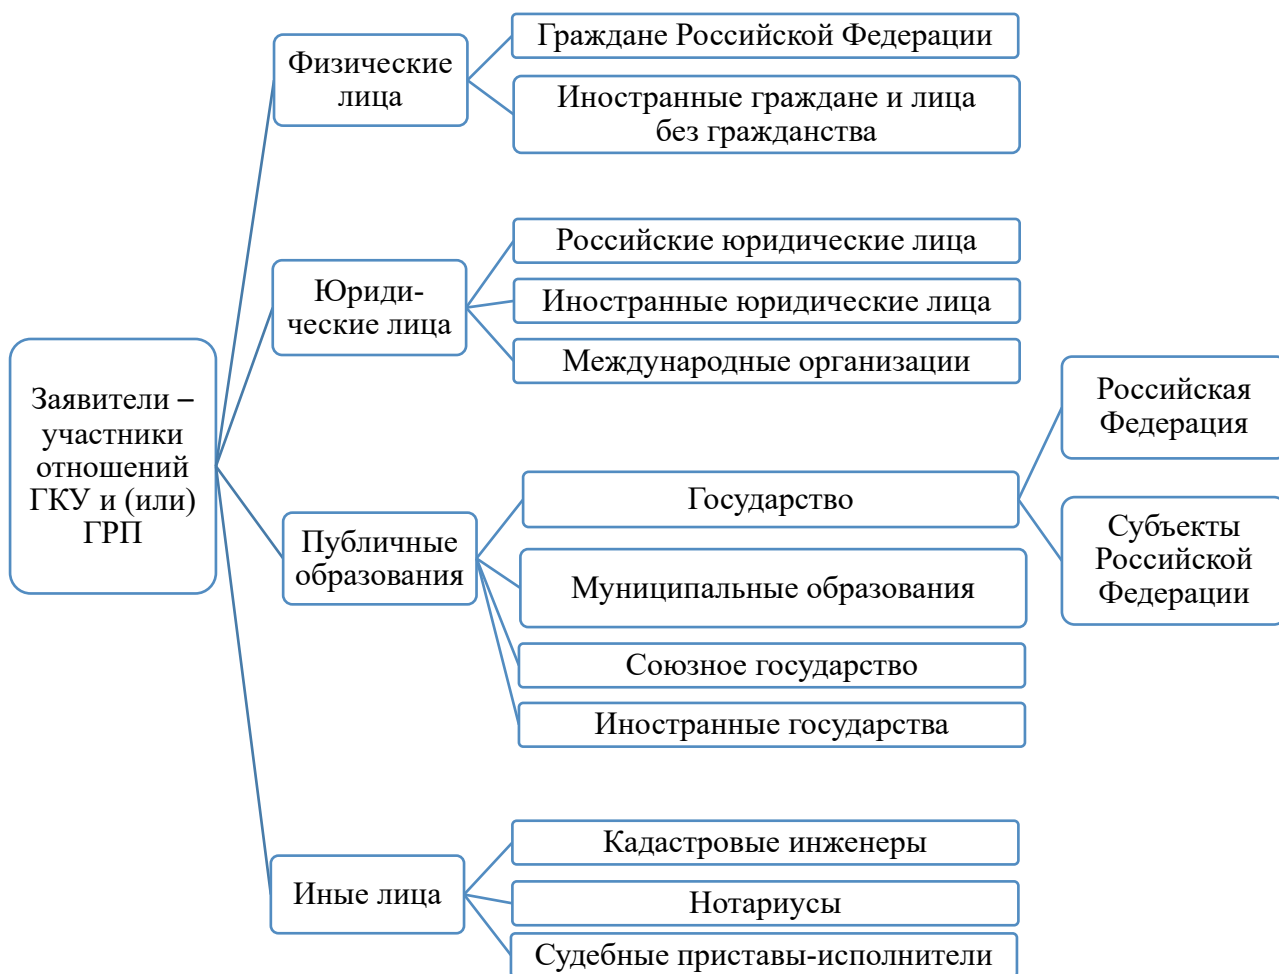 Заявители –
участники
отношений
ГКУ и (или)
ГРП
Физические
лица
Граждане Российской Федерации
Иностранные граждане и лица
без гражданства
Юриди-
ческие лица
Российские юридические лица
Иностранные юридические лица
Международные организации
Публичные
образования
Государство
Российская
Федерация
Субъекты
Российской
Федерации
Муниципальные образования
Союзное государство
Иностранные государства
Иные лица
Кадастровые инженеры
Нотариусы
Судебные приставы-исполнители